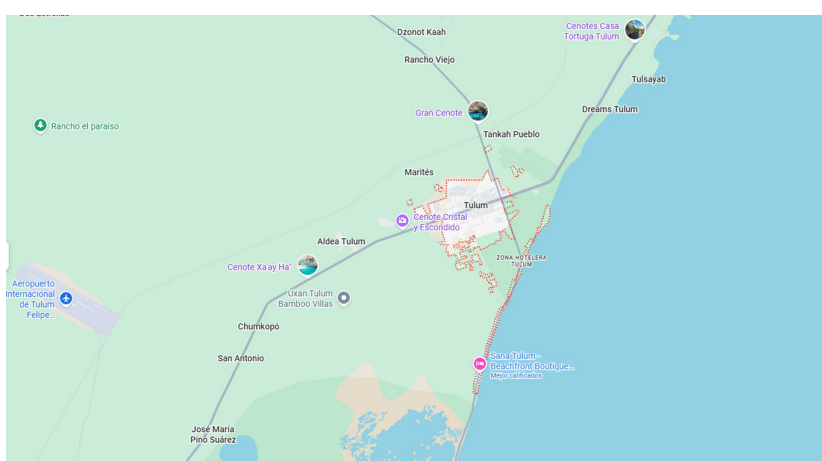 Dzonot Kaah
Cenotes Casa
Tortuga Tulum
Rancho Viejo
Tulsayab
Gran Cenote
Dreams Tulum
Rancho el paraiso
Tankah Pueblo
Marités
Tulum
Cenote Cristal
y Escondido
Aldea Tulum
ZONA HOTELERA
TULUM
Cenote Xa'ay Ha'
Aeropuerto
Internacional
de Tulum
Felipe...
Uxan Tulum
Bamboo Villas
Chumkopó
San Antonio
Sana Tulum -
Beachfront Boutique...
Mejor calificados
José María
Pino Suárez